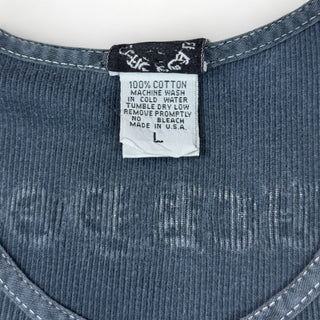 100% COTTON
MACHINE WASH
IN COLD WATER
TUMBLE DRY LOW
REMOVE PROMPTLY
NO BLEACH
MADE IN U.S.A.
L